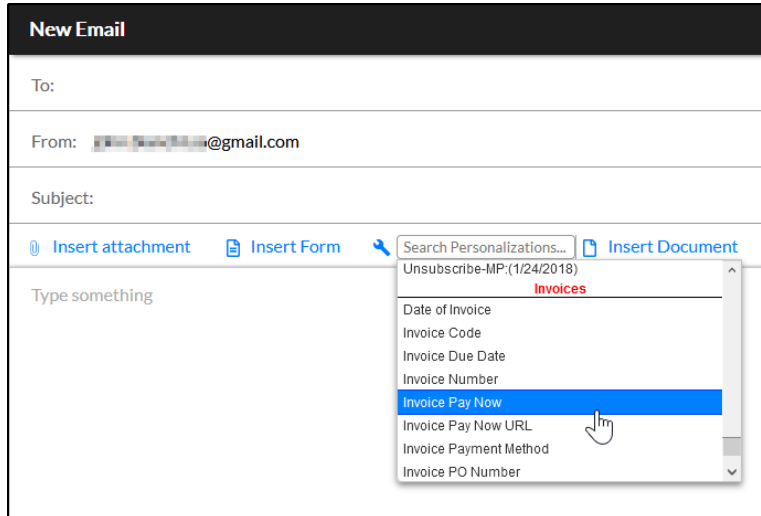 New Email
To:
From: @gmail.com
Subject:
Insert attachment Insert Form Search Personalizations... Insert Document
Type something
Unsubscribe-MP:(1/24/2018)
Invoices
Date of Invoice
Invoice Code
Invoice Due Date
Invoice Number
Invoice Pay Now
Invoice Pay Now URL
Invoice Payment Method
Invoice PO Number